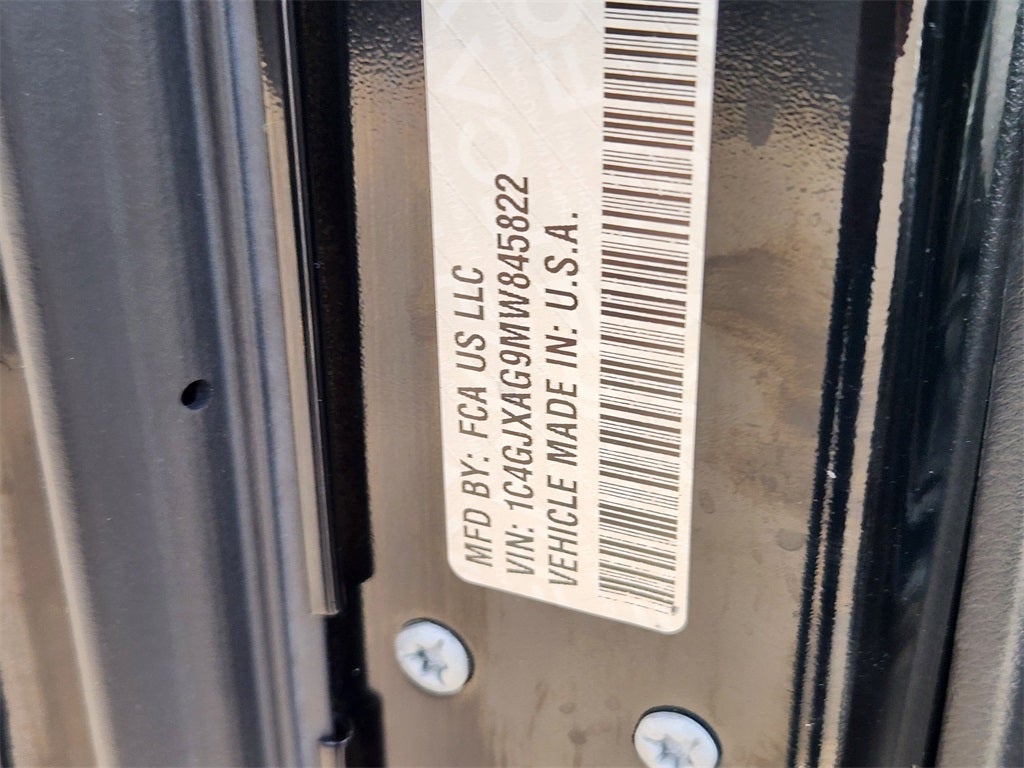 MFD BY: FCA US LLC
VIN: 1C4GJXAG9MW845822
VEHICLE MADE IN: U.S.A.